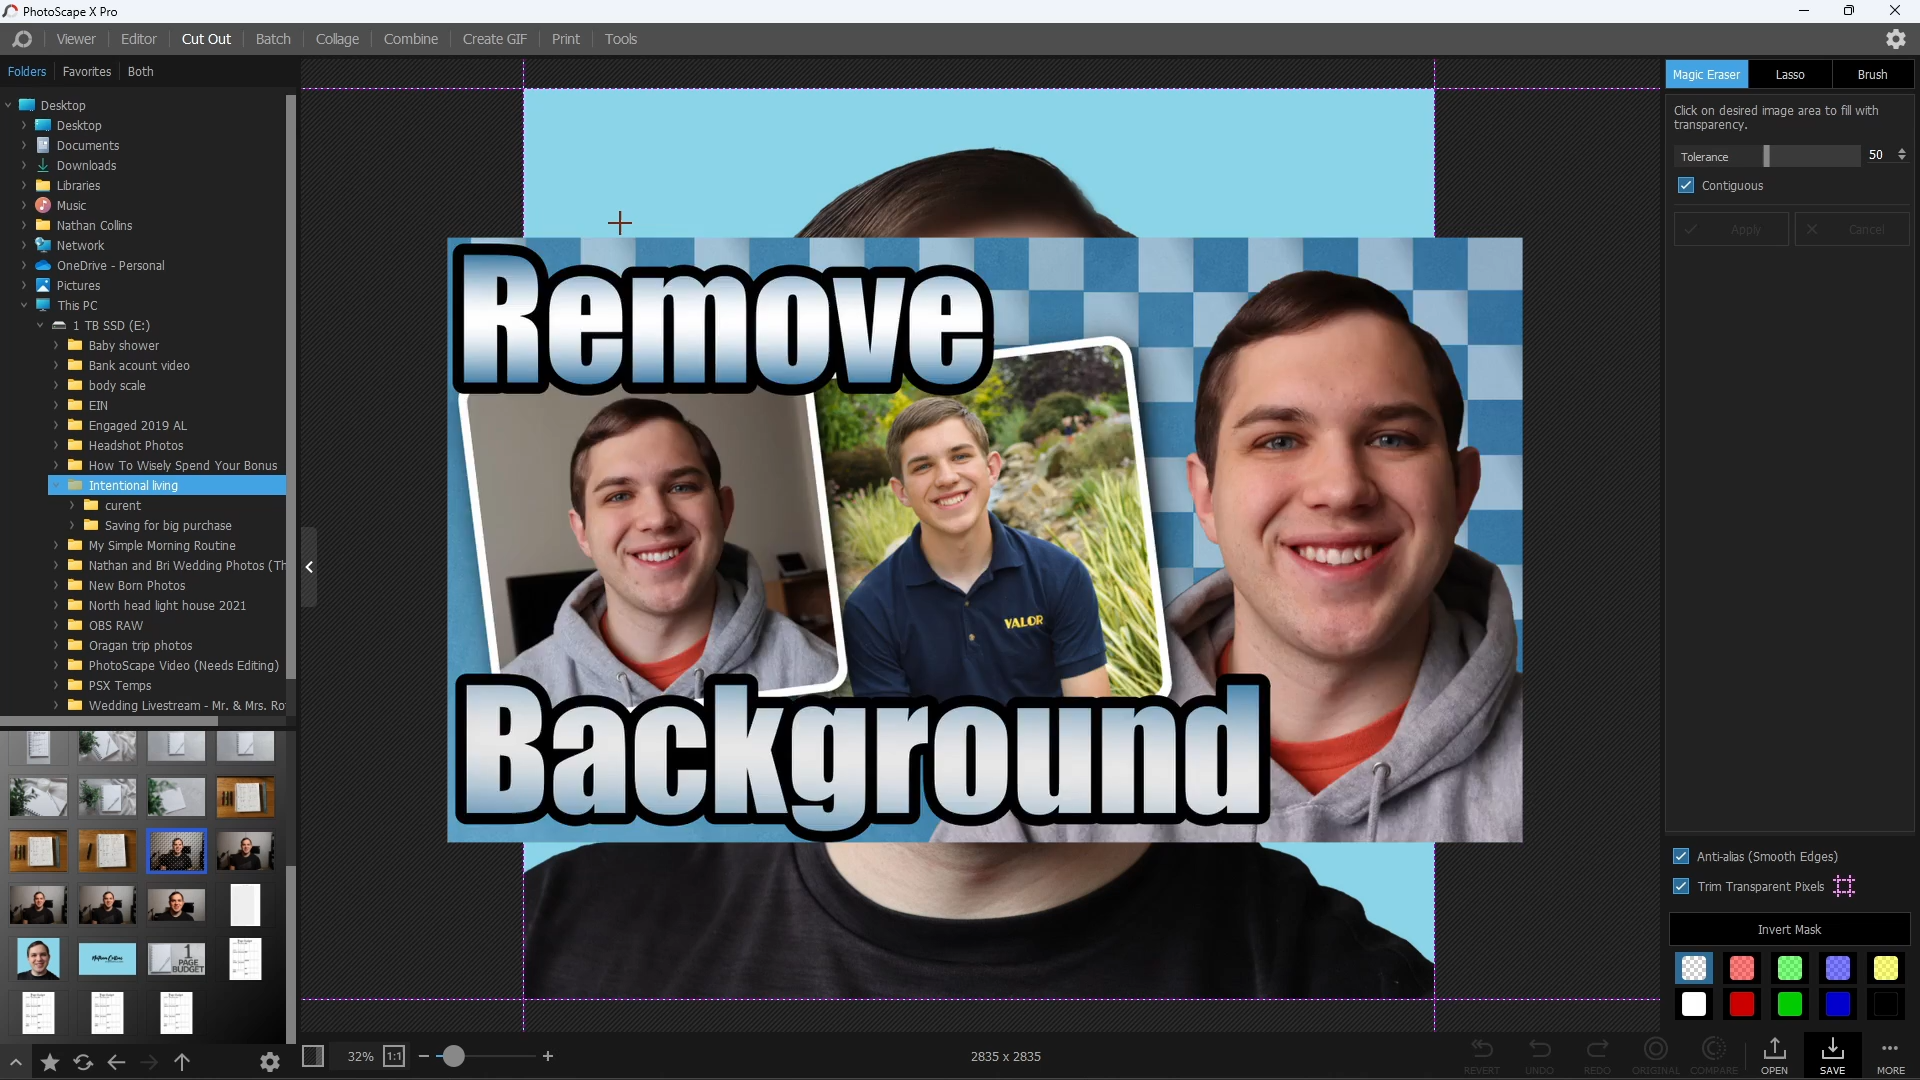 PhotoScape X Pro
Viewer Editor Cut Out Batch Collage Combine Create GIF Print Tools
Folders Favorites Both
Desktop
Desktop
Documents
Downloads
Libraries
Music
Nathan Collins
Network
OneDrive - Personal
Pictures
This PC
1 TB SSD (E:)
Baby shower
Bank acount video
body scale
EIN
Engaged 2019 AL
Headshot Photos
How To Wisely Spend Your Bonus
Intentional living
curent
Saving for big purchase
My Simple Morning Routine
Nathan and Bri Wedding Photos (Th
New Born Photos
North head light house 2021
OBS RAW
Oragan trip photos
PhotoScape Video (Needs Editing)
PSX Temps
Wedding Livestream - Mr. & Mrs. Ro
1
PAGE
BUDGET
Remove
VALOR
Background
32% 1:1
2835 x 2835
Magic Eraser Lasso Brush
Click on desired image area to fill with
transparency.
Tolerance 50
Contiguous
Apply Cancel
Anti-alias (Smooth Edges)
Trim Transparent Pixels
Invert Mask
REVERT UNDO REDO ORIGINAL COMPARE OPEN SAVE MORE